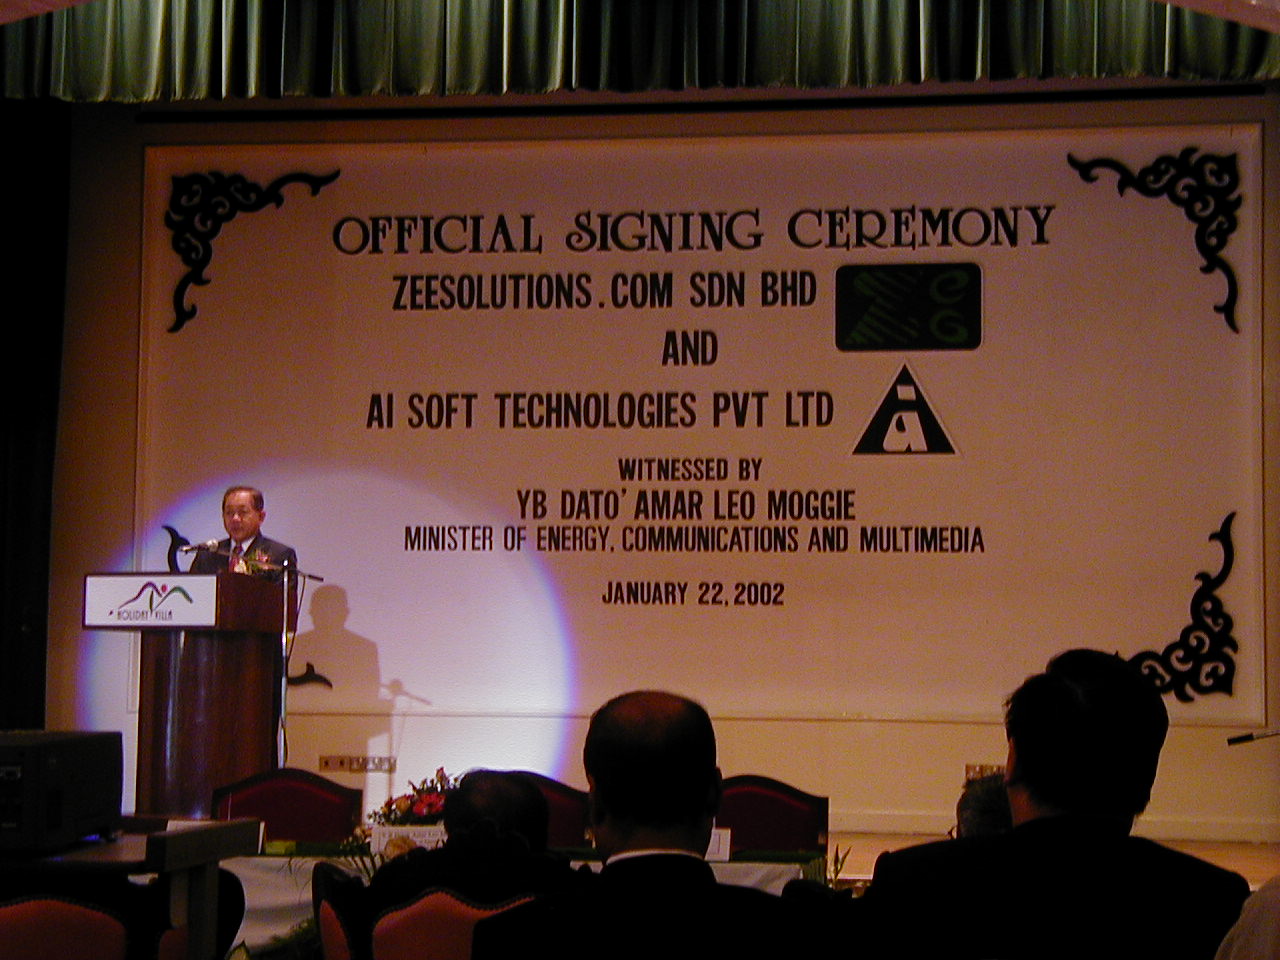 OFFICIAL SIGNING CEREMONY
ZEESOLUTIONS.COM SDN BHD
AND
AI SOFT TECHNOLOGIES PVT LTD
ai
WITNESSED BY
YB DATO' AMAR LEO MOGGIE
MINISTER OF ENERGY, COMMUNICATIONS AND MULTIMEDIA
JANUARY 22, 2002
HOLIDAY VILLA